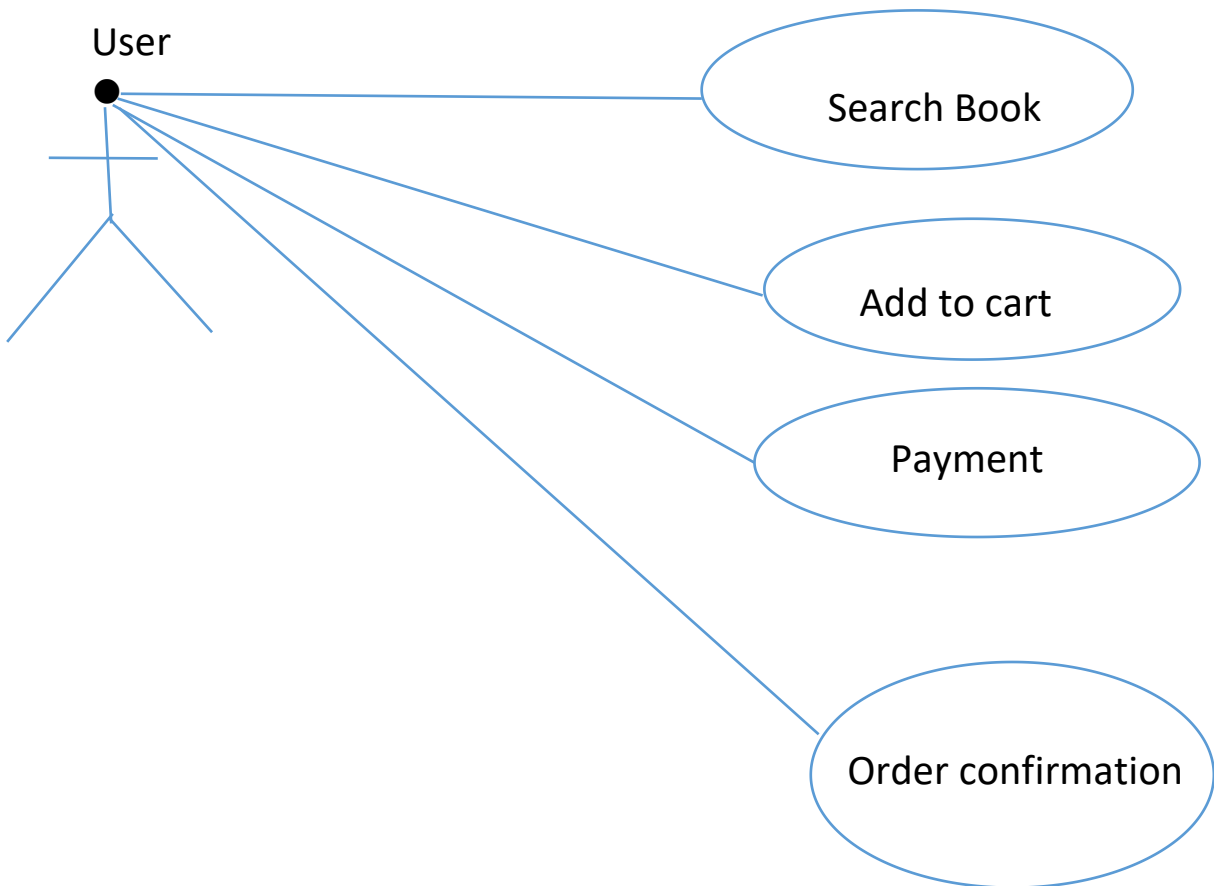 User
Search Book
Add to cart
Payment
Order confirmation